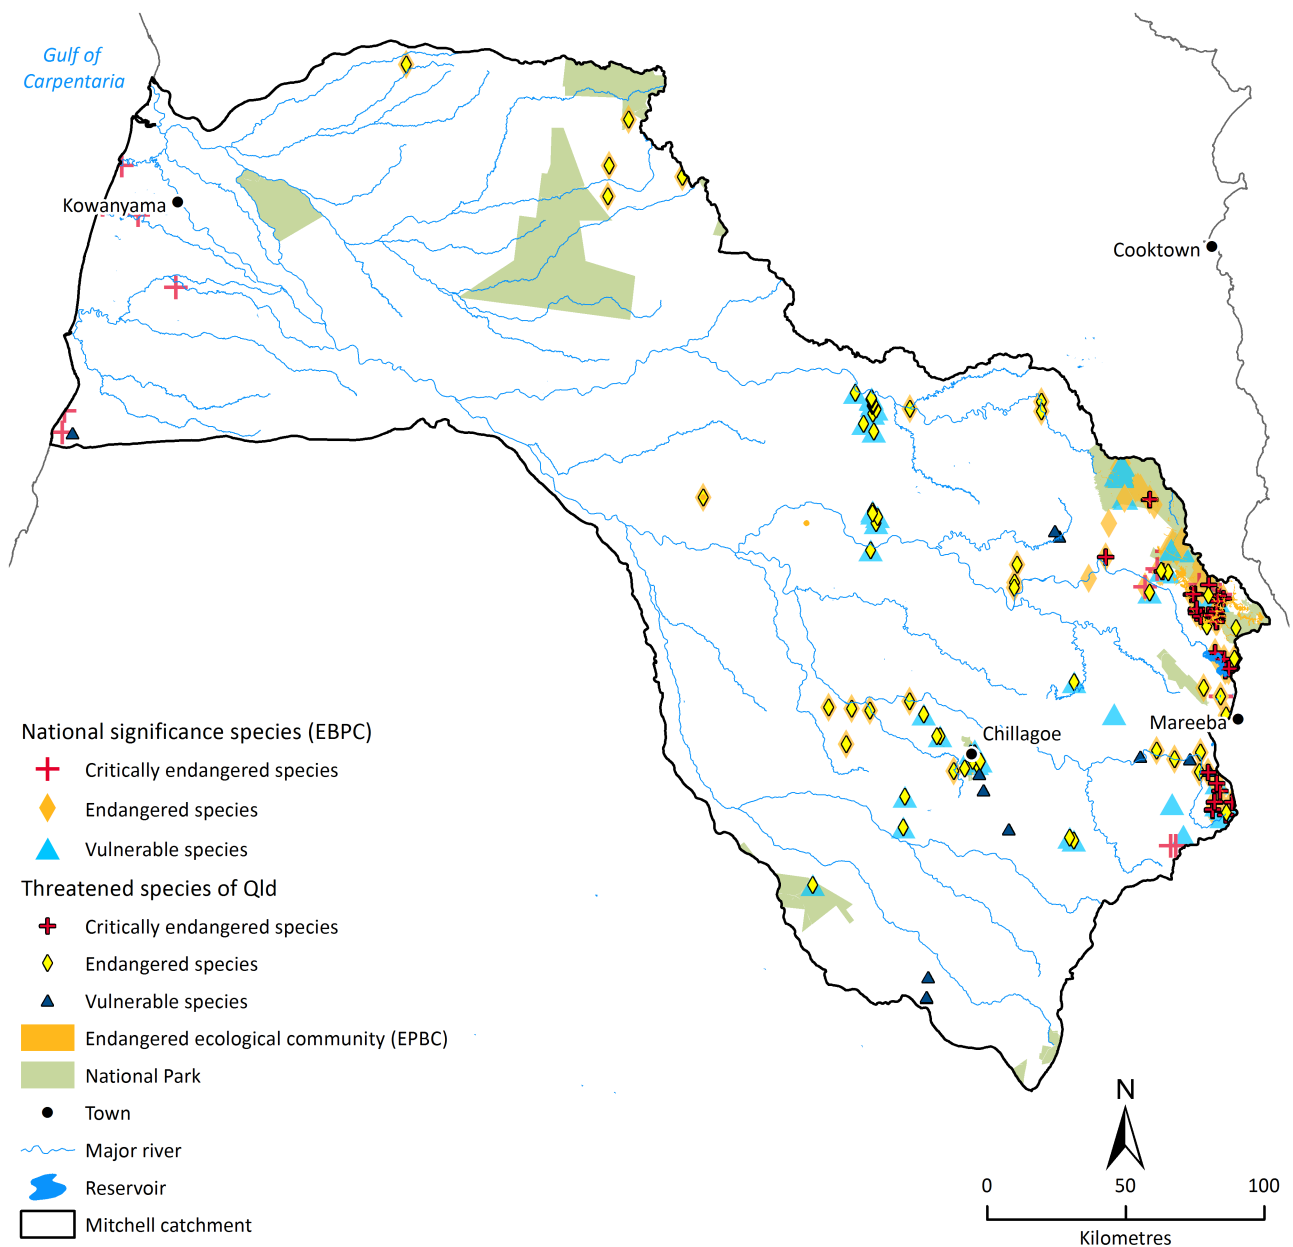 Gulf of
Carpentaria
Kowanyama
Cooktown
Chillagoe
Mareeba
National significance species (EBPC)
Critically endangered species
Endangered species
Vulnerable species
Threatened species of Qld
Critically endangered species
Endangered species
Vulnerable species
Endangered ecological community (EPBC)
National Park
Town
Major river
Reservoir
Mitchell catchment
N
0 50 100
Kilometres